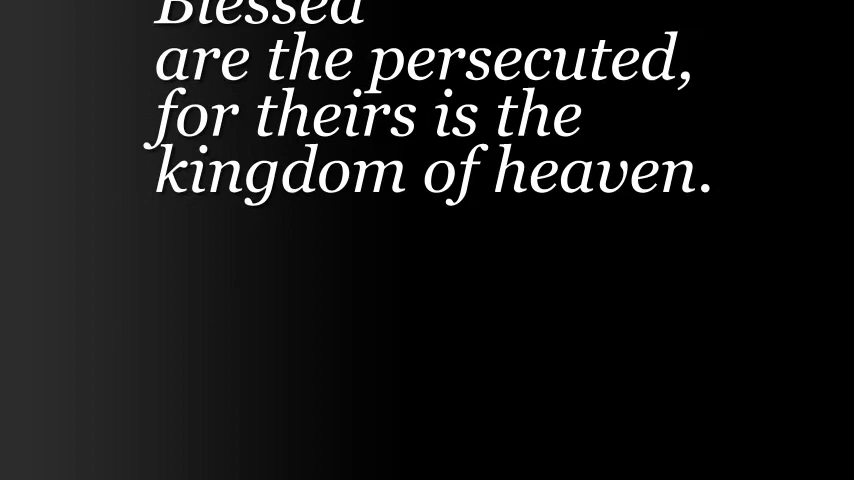 Blessed
are the persecuted,
for theirs is the
kingdom of heaven.